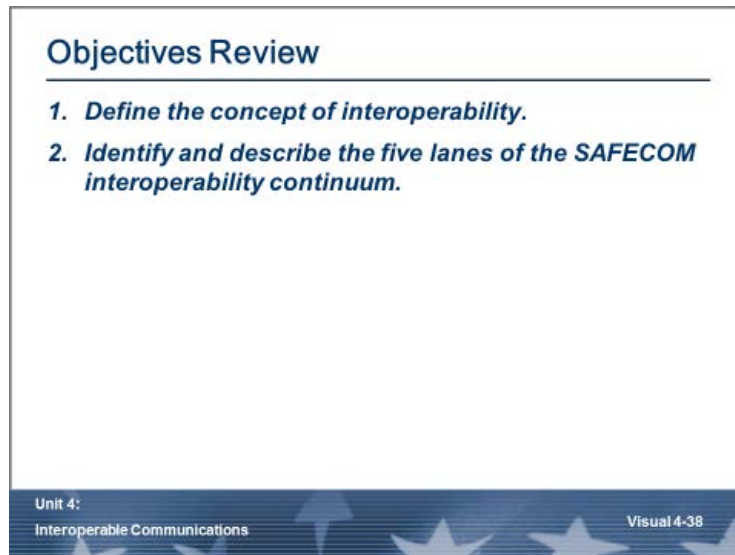 Objectives Review
1. Define the concept of interoperability.
2. Identify and describe the five lanes of the SAFECOM
interoperability continuum.
Unit 4:
Interoperable Communications
Visual 4-38